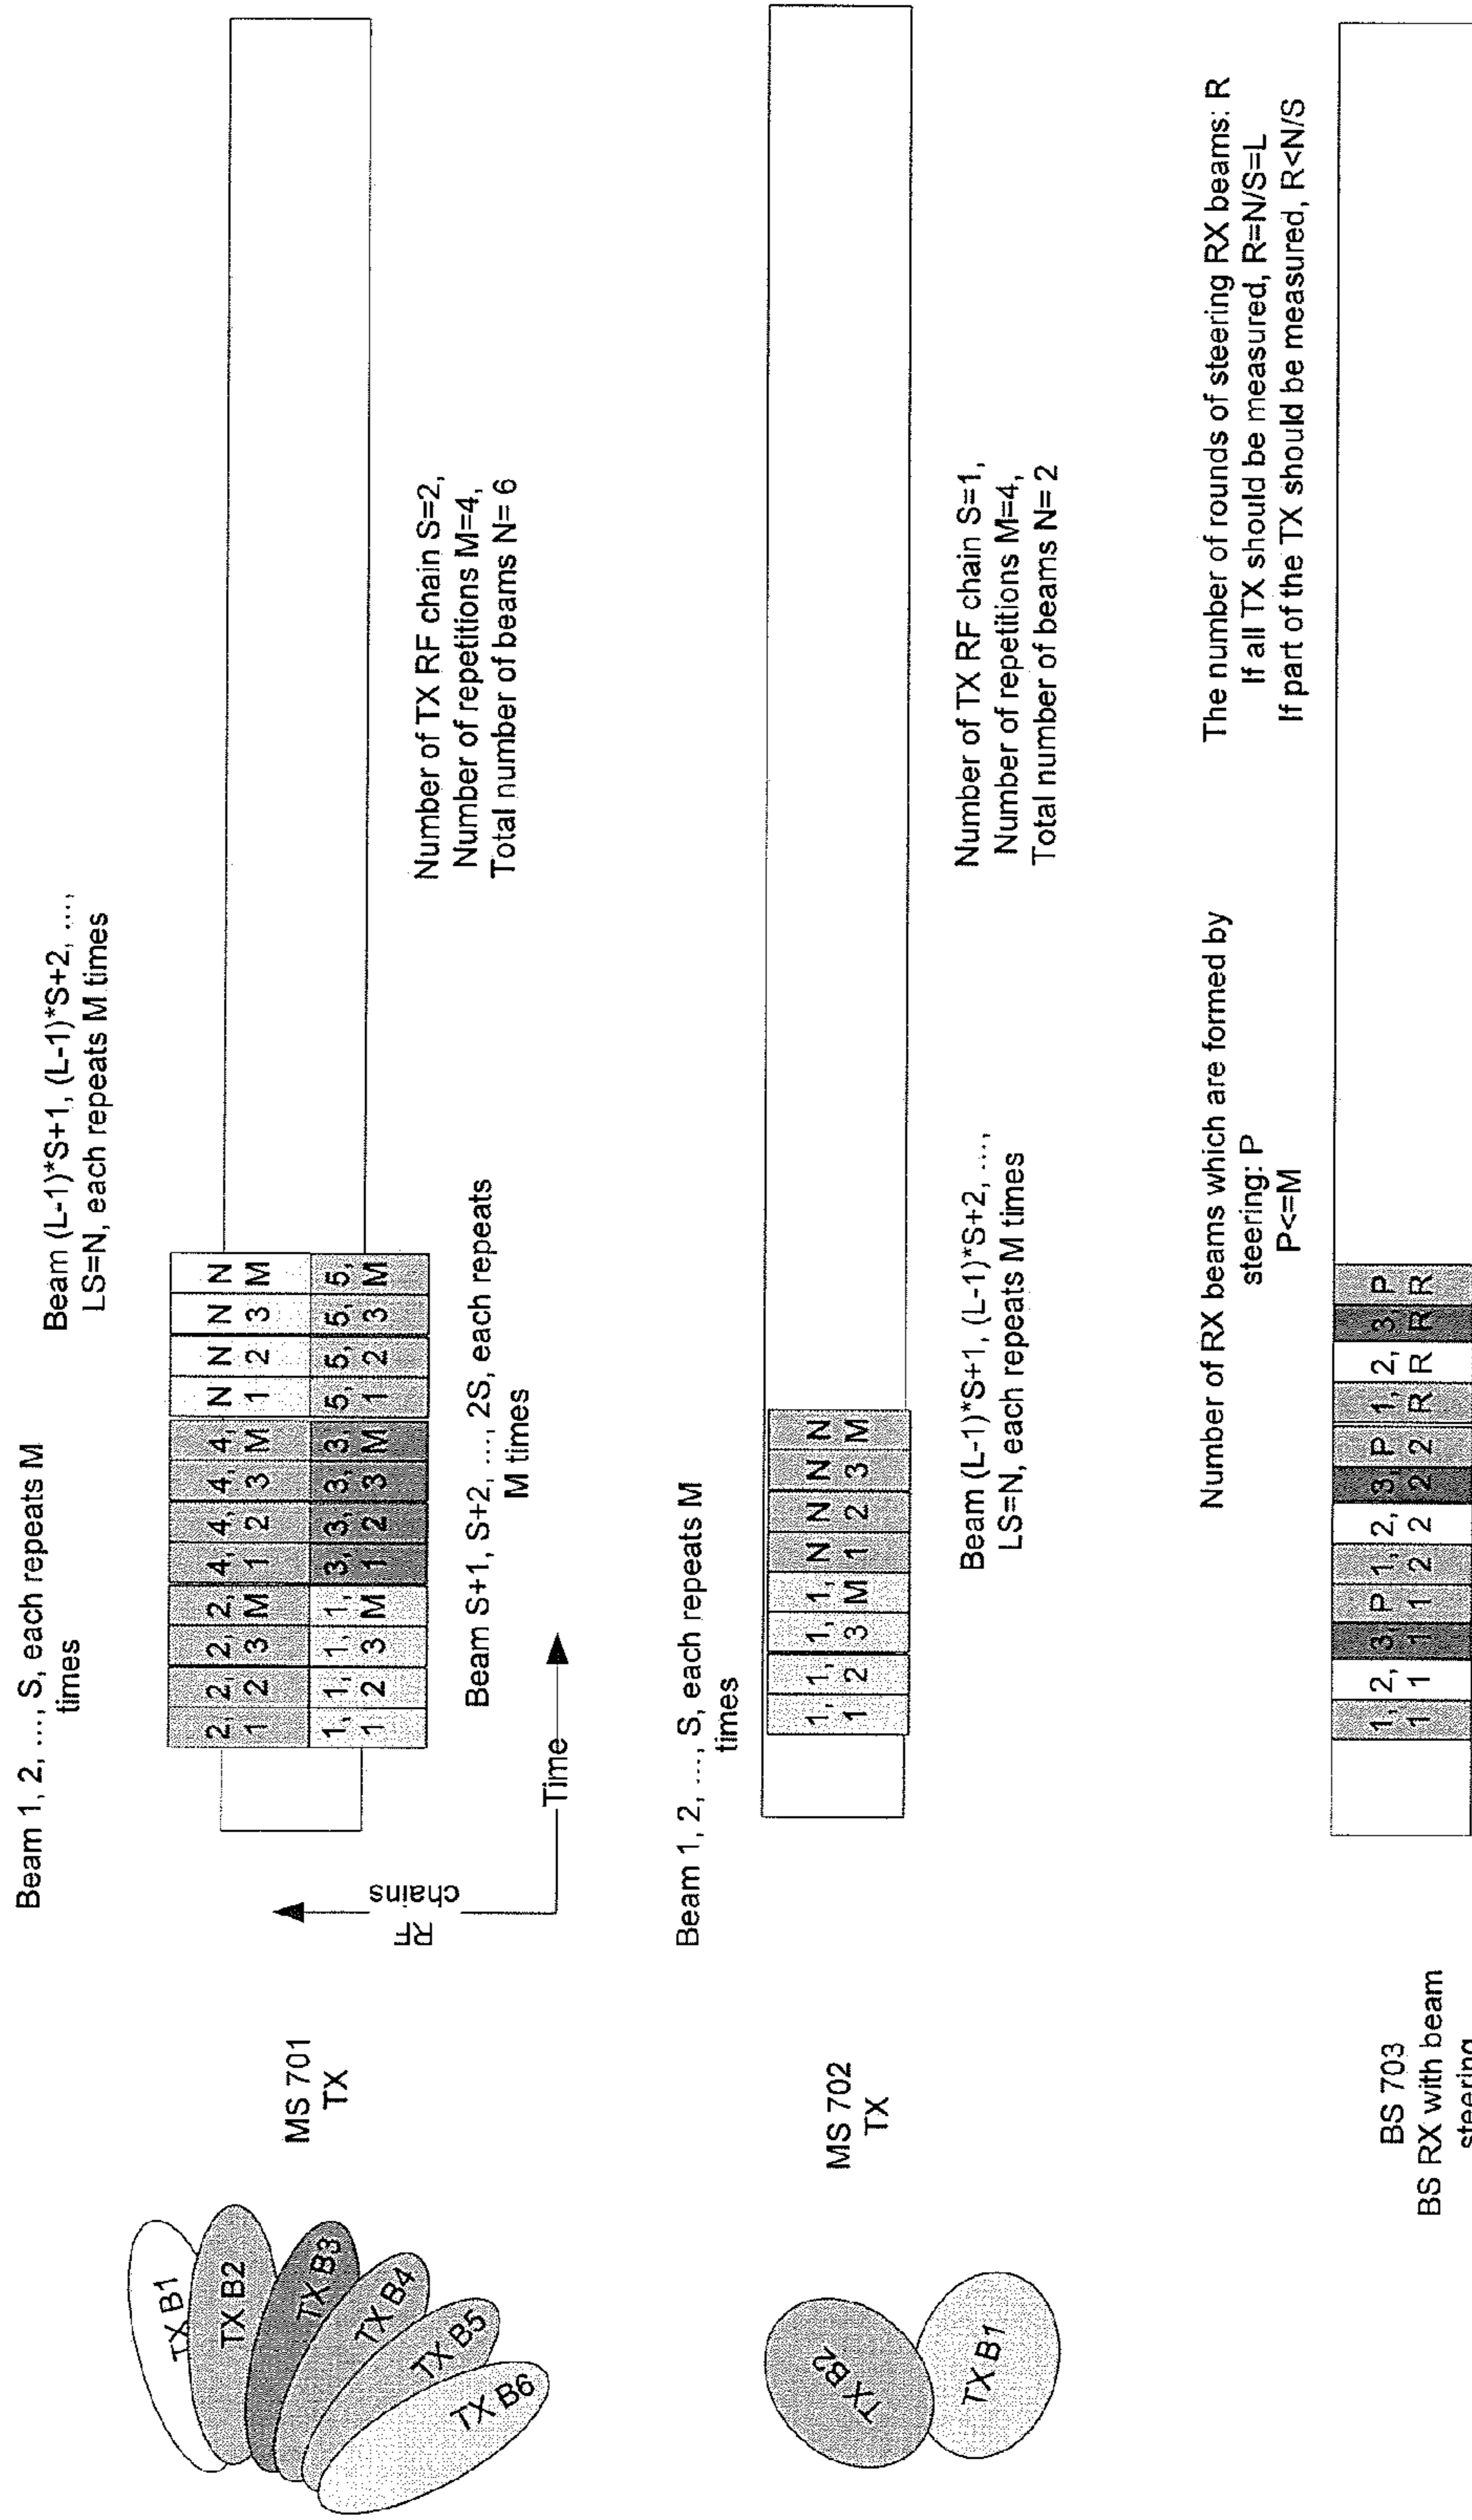 Beam 1, 2, …, S, each repeats M
times
Beam (L-1)*S+1, (L-1)*S+2, …,
LS=N, each repeats M times
TX B1
TX B2
TX B3
TX B4
TX B5
TX B6
MS 701
TX
2, 2, 2, 2, 4, 4, 4, 4, N N N N
1 2 3 M 1 2 3 M 1 2 3 M
1, 1, 1, 1, 3, 3, 3, 3, 5, 5, 5, 5,
1 2 3 M 1 2 3 M 1 2 3 M
RF
chains
Time
Beam S+1, S+2, …, 2S, each repeats
M times
Number of TX RF chain S=2,
Number of repetitions M=4,
Total number of beams N= 6
Beam 1, 2, …, S, each repeats M
times
TX B2
TX B1
MS 702
TX
1, 1, 1, 1, N N N N
1 2 3 M 1 2 3 M
Beam (L-1)*S+1, (L-1)*S+2, …,
LS=N, each repeats M times
Number of TX RF chain S=1,
Number of repetitions M=4,
Total number of beams N= 2
Number of RX beams which are formed by
steering: P
P<=M
The number of rounds of steering RX beams: R
If all TX should be measured, R=N/S=L
If part of the TX should be measured, R<N/S
BS 703
BS RX with beam
steering
1, 2, 3, P 1, 2, 3, P 1, 2, 3, P
1 1 1 1 2 2 2 2 R R R R